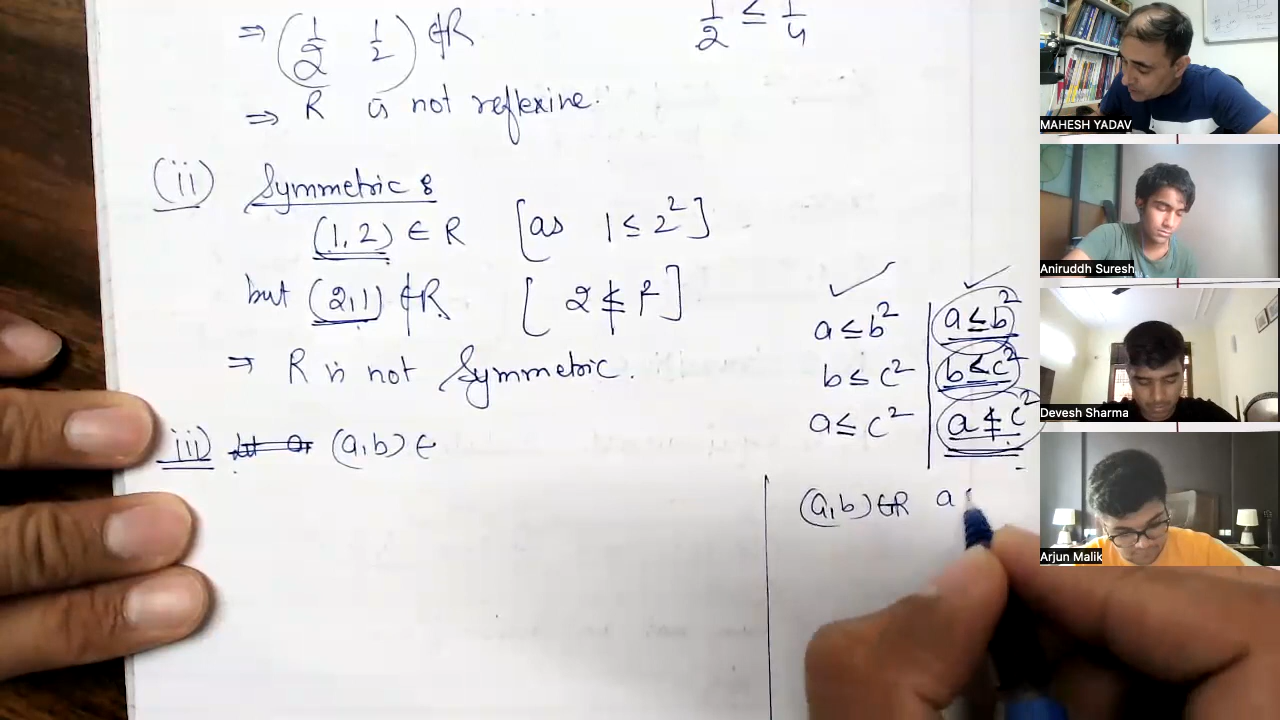 ⇒ (1/2 1/2) ∉ R
1/2 ≤ 1/4
⇒ R is not reflexive.
(ii) Symmetric :
(1, 2) ∈ R [as 1 ≤ 2²]
but (2,1) ∉ R [2 ≰ 1²]
⇒ R is not Symmetric.
a ≤ b²
b ≤ c²
a ≤ c²
a ≤ b²
b ≤ c²
a ≰ c²
iii) (a,b) ∈
(a,b) ∈ R a
MAHESH YADAV
Aniruddh Suresh
Devesh Sharma
Arjun Malik